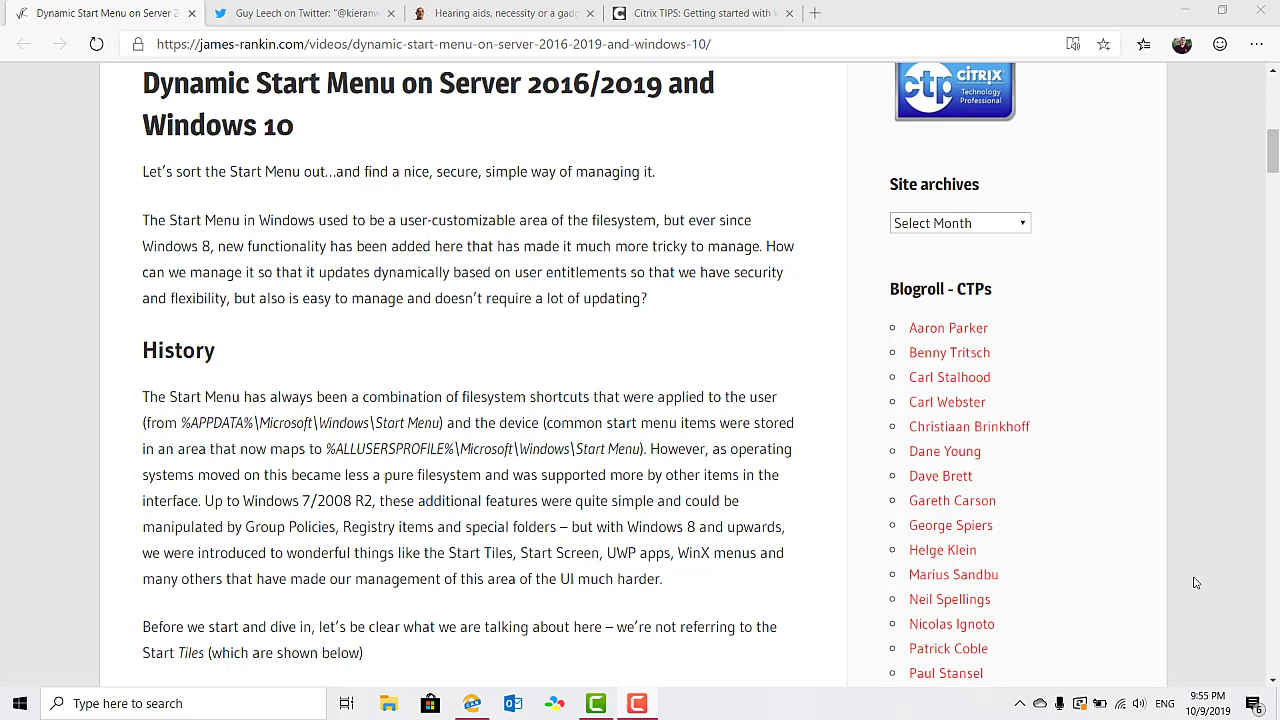 Dynamic Start Menu on Server 2
Guy Leech on Twitter: "@kieranw
Hearing aids, necessity or a gadg
Citrix TIPS: Getting started with W
https://james-rankin.com/videos/dynamic-start-menu-on-server-2016-2019-and-windows-10/
Dynamic Start Menu on Server 2016/2019 and
Windows 10
Let's sort the Start Menu out...and find a nice, secure, simple way of managing it.
The Start Menu in Windows used to be a user-customizable area of the filesystem, but ever since
Windows 8, new functionality has been added here that has made it much more tricky to manage. How
can we manage it so that it updates dynamically based on user entitlements so that we have security
and flexibility, but also is easy to manage and doesn't require a lot of updating?
History
The Start Menu has always been a combination of filesystem shortcuts that were applied to the user
(from %APPDATA%\Microsoft\Windows\Start Menu) and the device (common start menu items were stored
in an area that now maps to %ALLUSERSPROFILE%\Microsoft\Windows\Start Menu). However, as operating
systems moved on this became less a pure filesystem and was supported more by other items in the
interface. Up to Windows 7/2008 R2, these additional features were quite simple and could be
manipulated by Group Policies, Registry items and special folders – but with Windows 8 and upwards,
we were introduced to wonderful things like the Start Tiles, Start Screen, UWP apps, WinX menus and
many others that have made our management of this area of the UI much harder.
Before we start and dive in, let's be clear what we are talking about here – we're not referring to the
Start Tiles (which are shown below)
ctp
CITRIX
Technology
Professional
Site archives
Select Month
Blogroll - CTPs
Aaron Parker
Benny Tritsch
Carl Stalhood
Carl Webster
Christiaan Brinkhoff
Dane Young
Dave Brett
Gareth Carson
George Spiers
Helge Klein
Marius Sandbu
Neil Spellings
Nicolas Ignoto
Patrick Coble
Paul Stansel
Type here to search
ENG
9:55 PM
10/9/2019
6